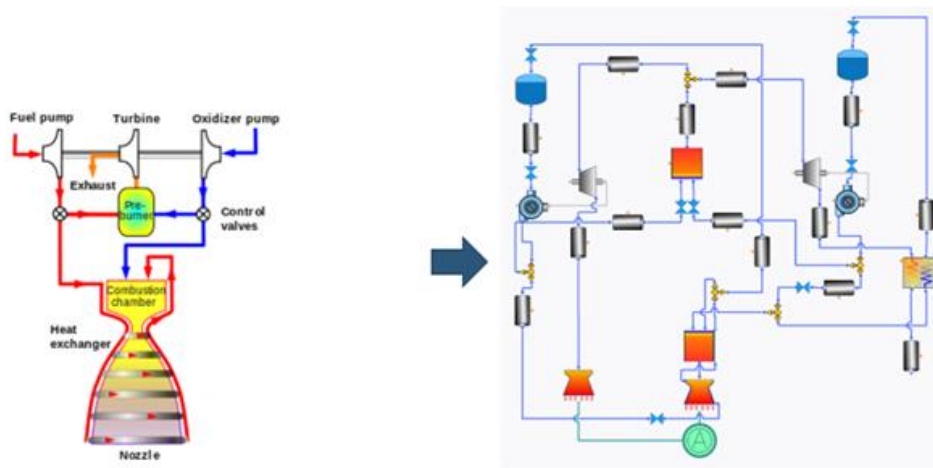 Fuel pump
Turbine
Oxidizer pump
Exhaust
Pre-
burner
Control
valves
Combustion
chamber
Heat
exchanger
Nozzle
A